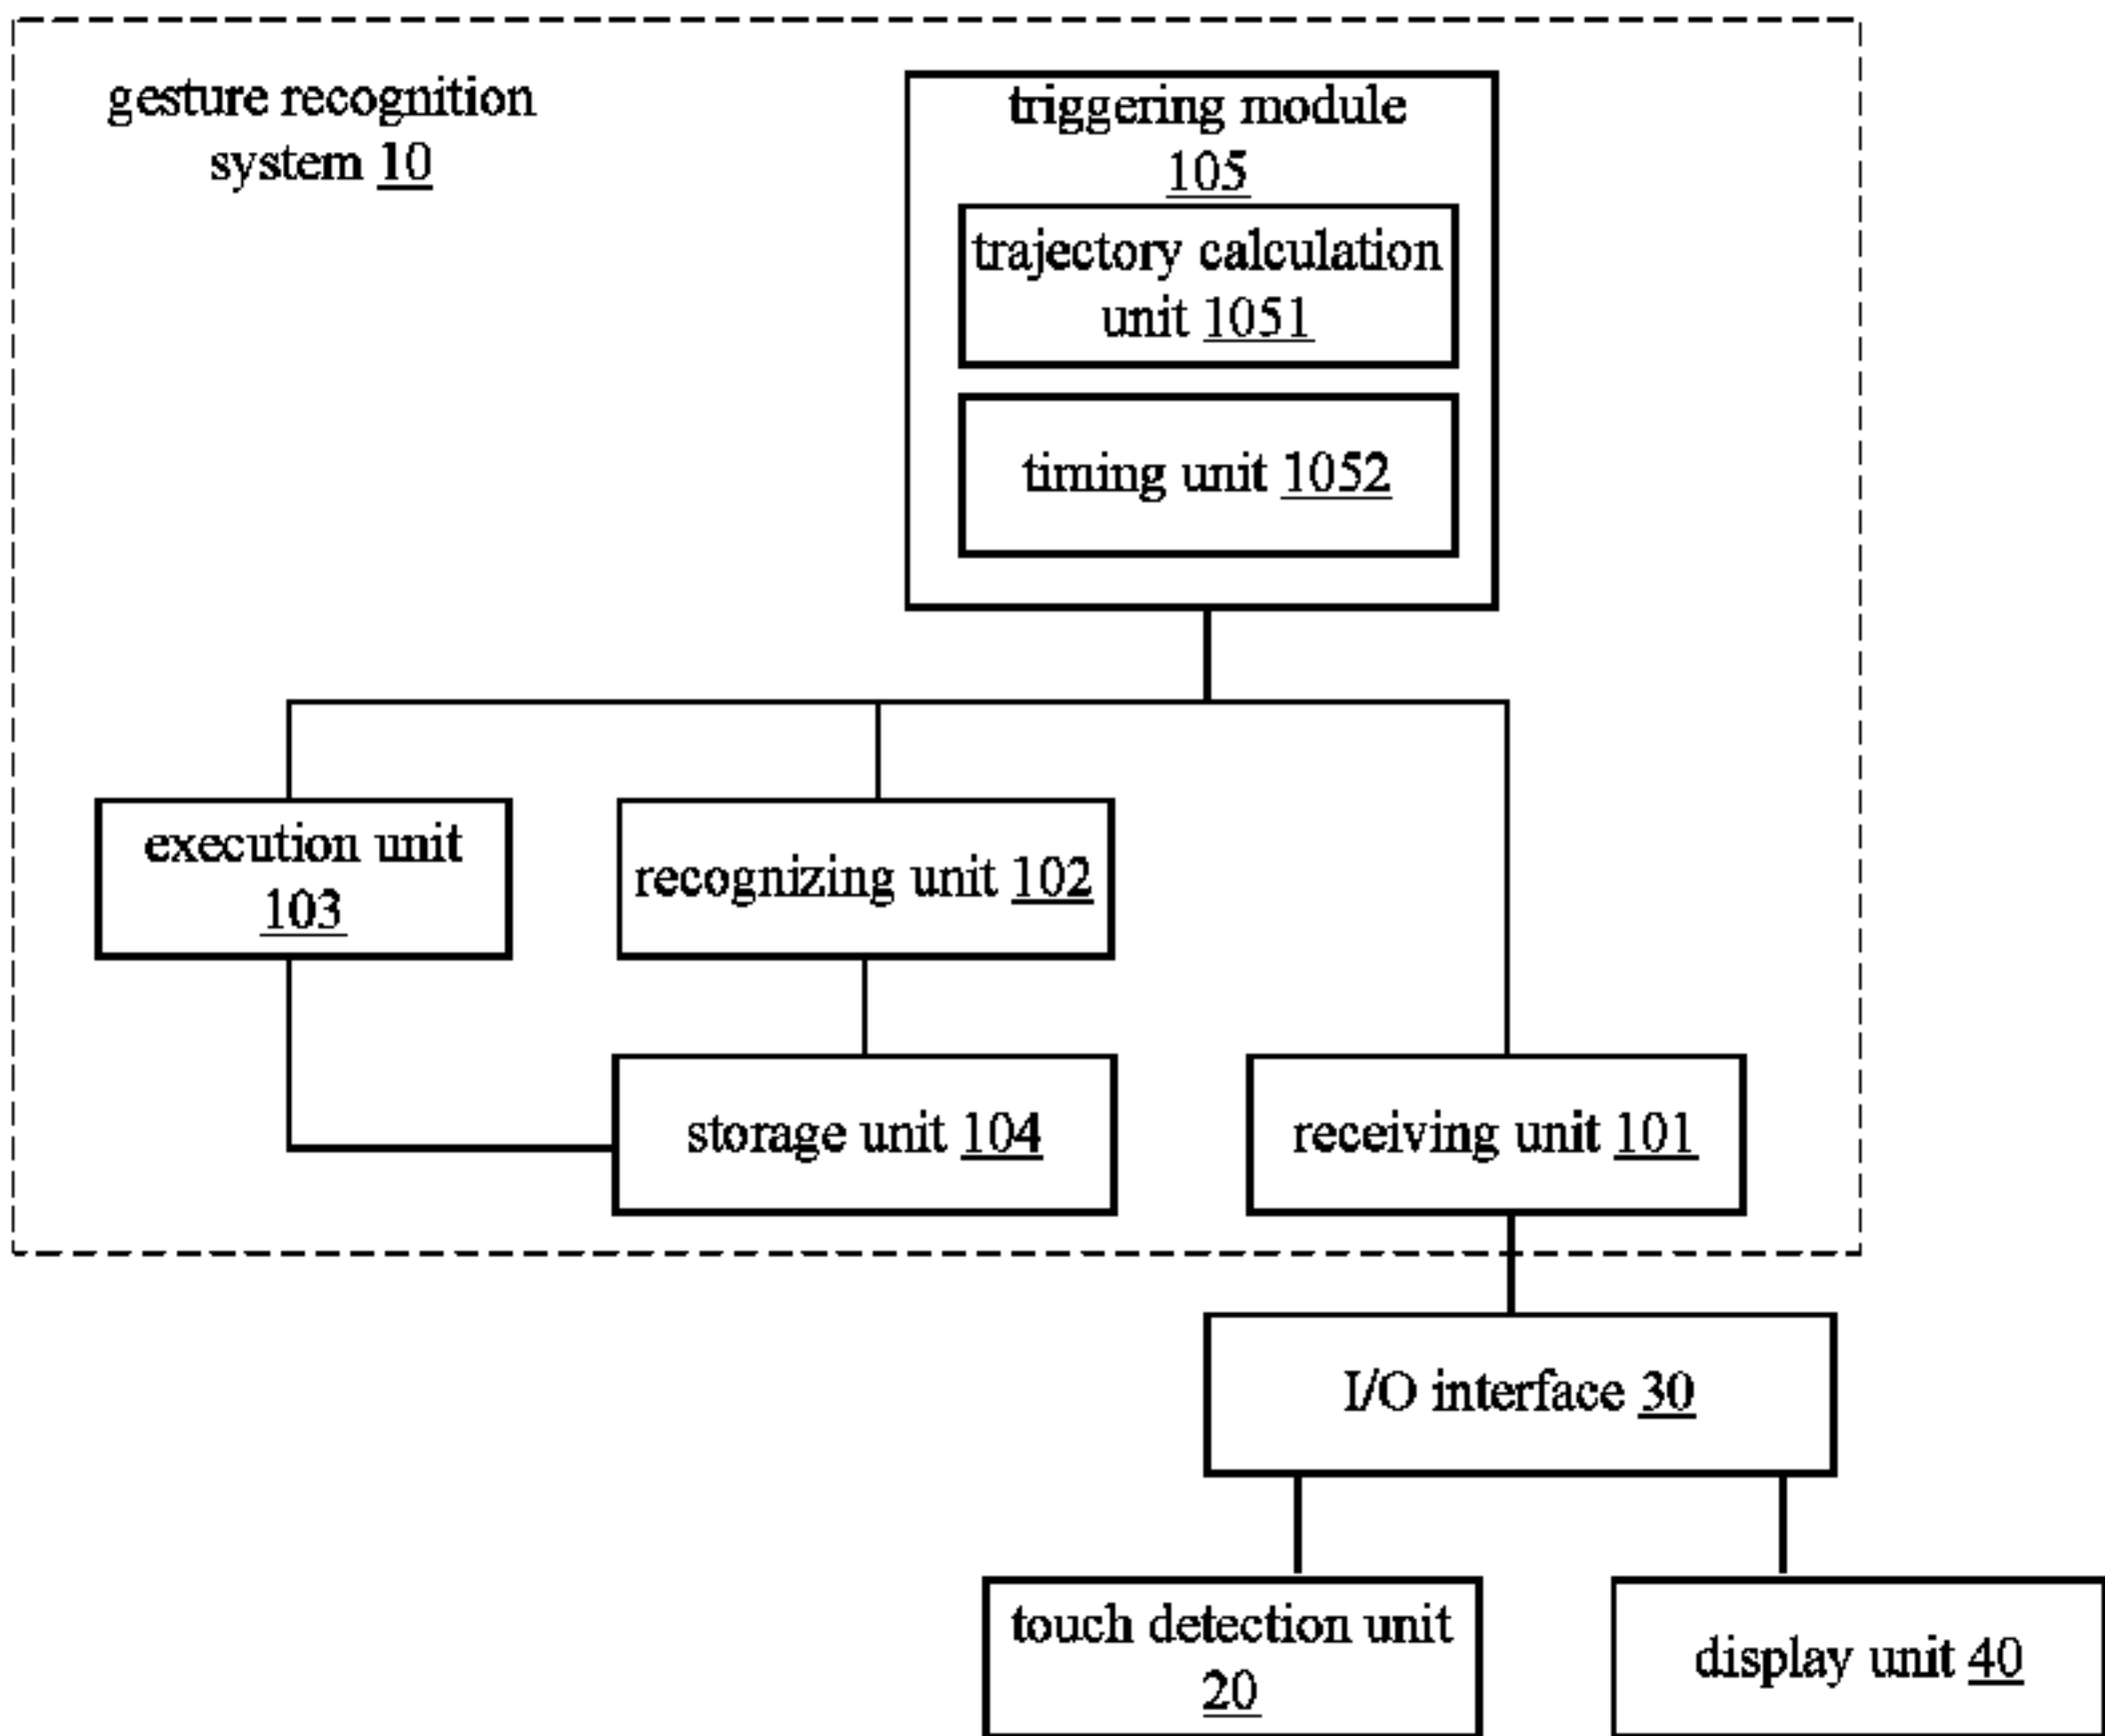 gesture recognition
system 10
triggering module
105
trajectory calculation
unit 1051
timing unit 1052
execution unit
103
recognizing unit 102
storage unit 104
receiving unit 101
I/O interface 30
touch detection unit
20
display unit 40